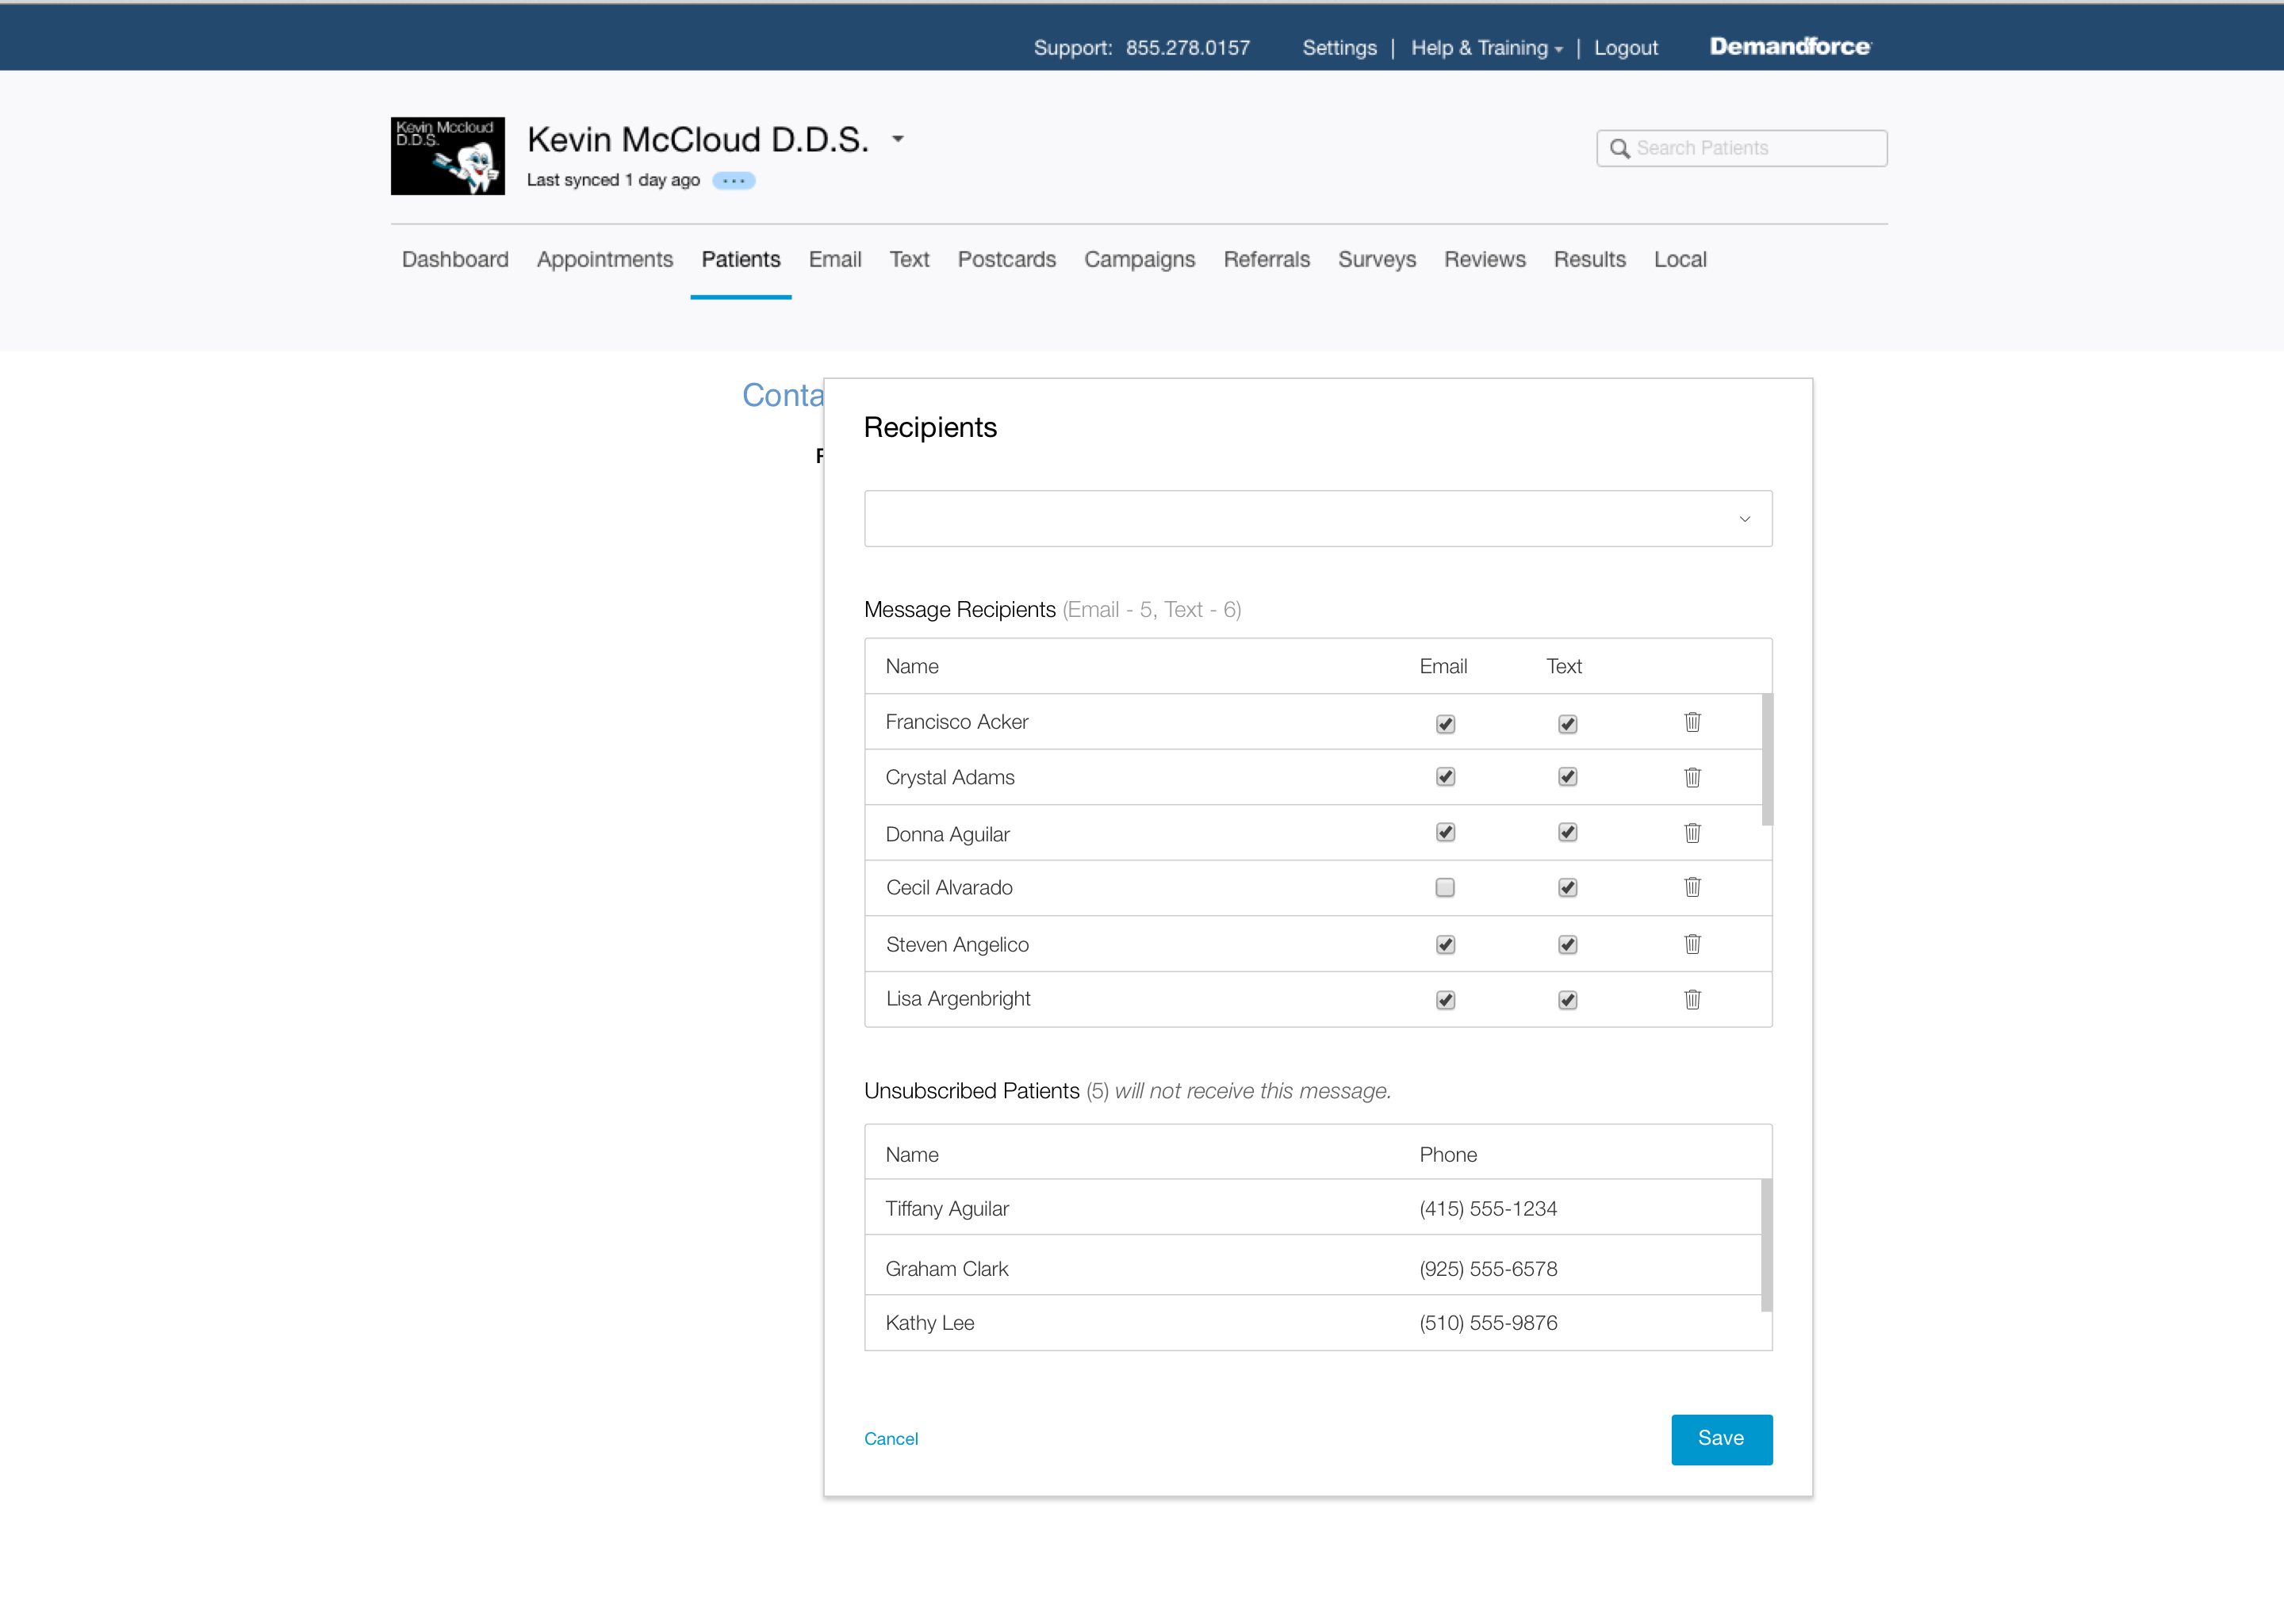 Support: 855.278.0157 Settings | Help & Training | Logout Demandforce
Kevin Mccloud
D.D.S.
Kevin McCloud D.D.S.
Last synced 1 day ago
Search Patients
Dashboard Appointments Patients Email Text Postcards Campaigns Referrals Surveys Reviews Results Local
Conta
Recipients
Message Recipients (Email - 5, Text - 6)
Name Email Text
Francisco Acker
Crystal Adams
Donna Aguilar
Cecil Alvarado
Steven Angelico
Lisa Argenbright
Unsubscribed Patients (5) will not receive this message.
Name Phone
Tiffany Aguilar (415) 555-1234
Graham Clark (925) 555-6578
Kathy Lee (510) 555-9876
Cancel Save